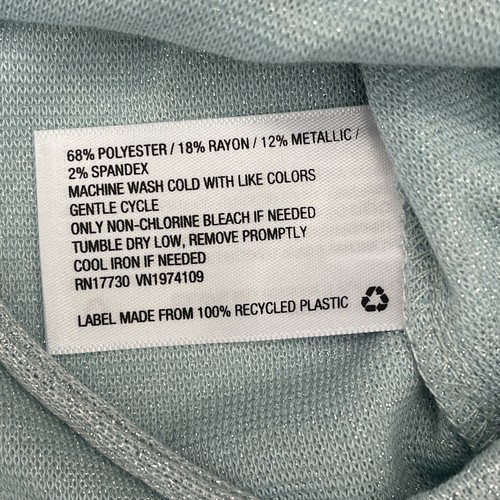 68% POLYESTER / 18% RAYON / 12% METALLIC /
2% SPANDEX
MACHINE WASH COLD WITH LIKE COLORS
GENTLE CYCLE
ONLY NON-CHLORINE BLEACH IF NEEDED
TUMBLE DRY LOW, REMOVE PROMPTLY
COOL IRON IF NEEDED
RN17730 VN1974109
LABEL MADE FROM 100% RECYCLED PLASTIC